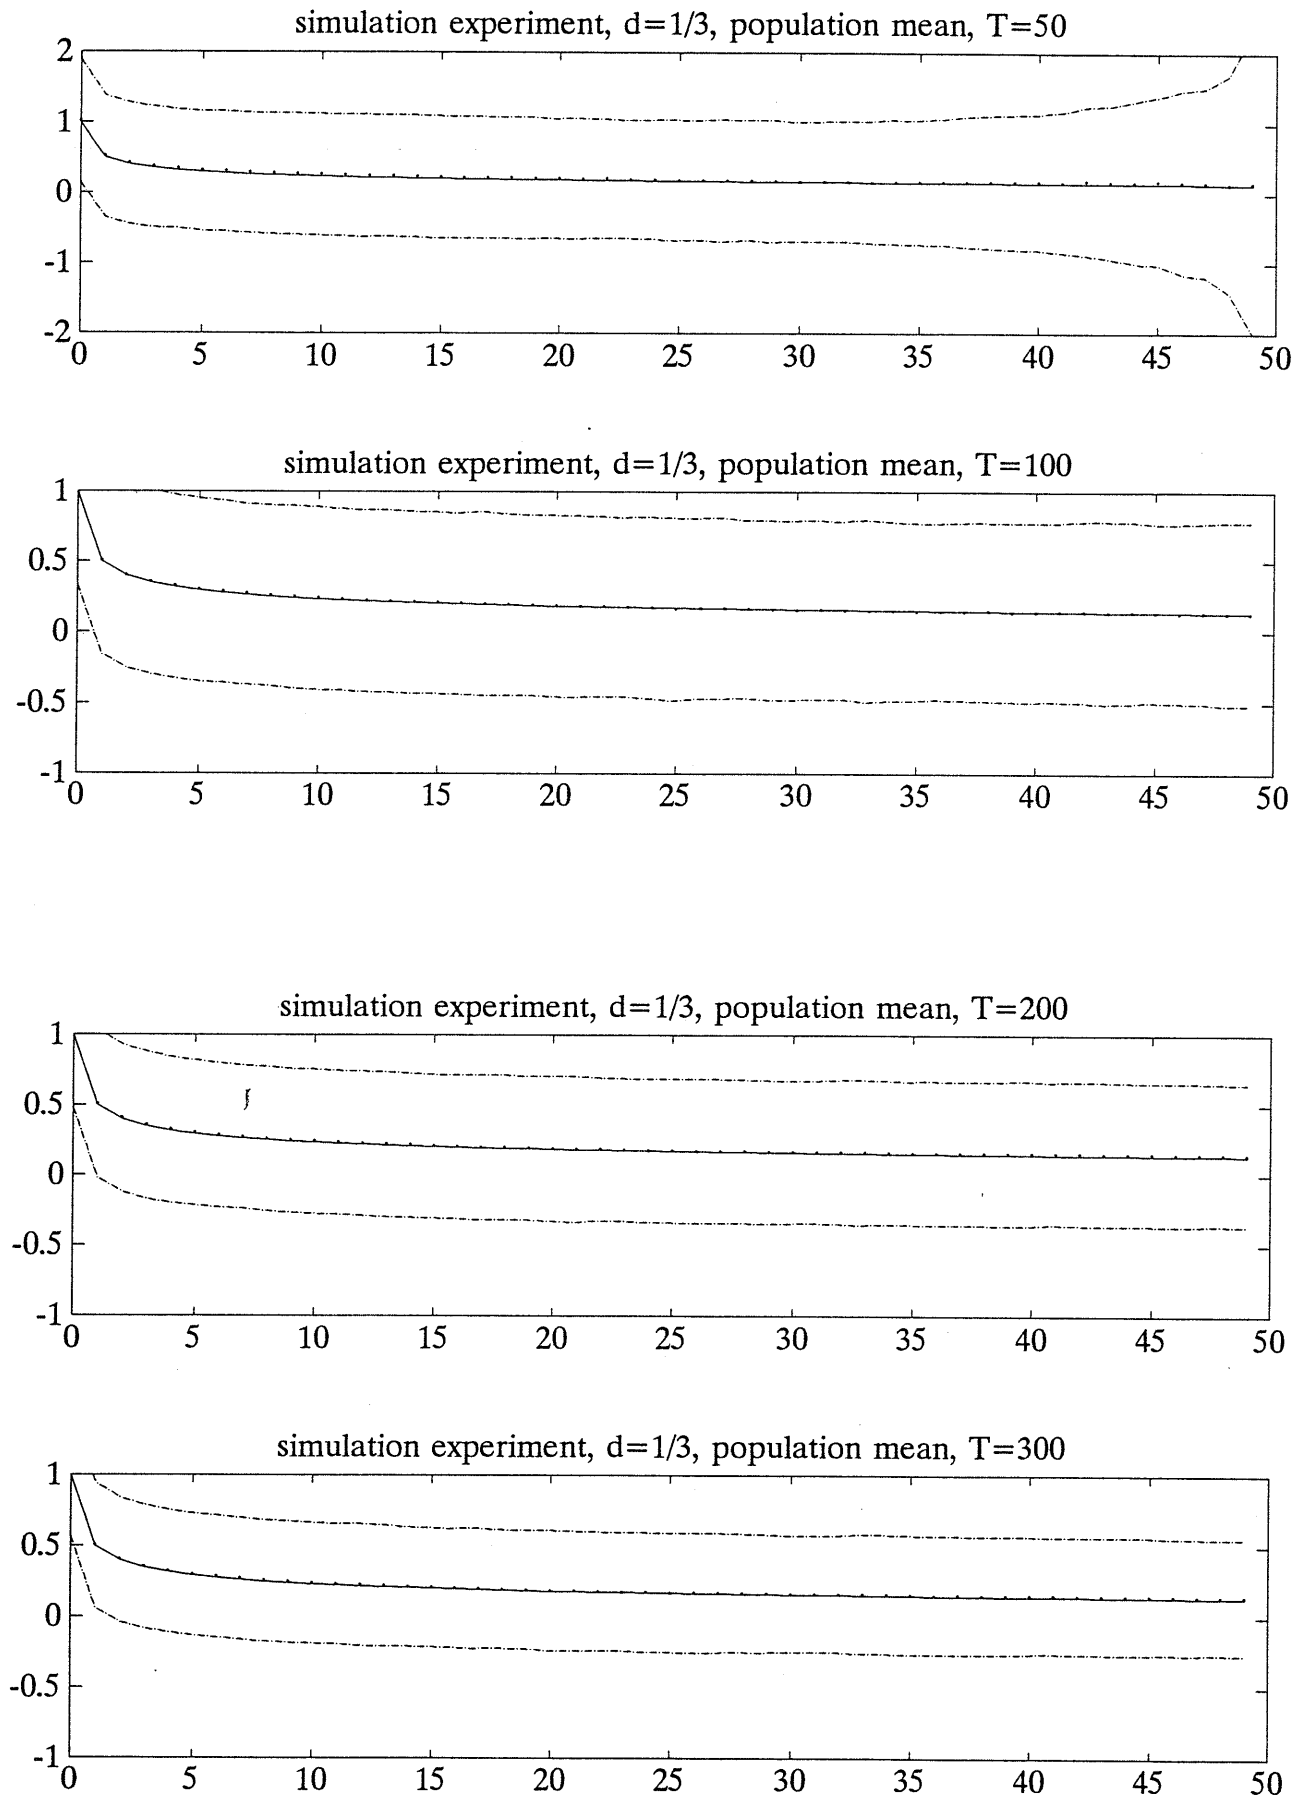 simulation experiment, d=1/3, population mean, T=50
2
1
0
-1
-2
0 5 10 15 20 25 30 35 40 45 50
simulation experiment, d=1/3, population mean, T=100
1
0.5
0
-0.5
-1
0 5 10 15 20 25 30 35 40 45 50
simulation experiment, d=1/3, population mean, T=200
1
0.5
0
-0.5
-1
0 5 10 15 20 25 30 35 40 45 50
simulation experiment, d=1/3, population mean, T=300
1
0.5
0
-0.5
-1
0 5 10 15 20 25 30 35 40 45 50